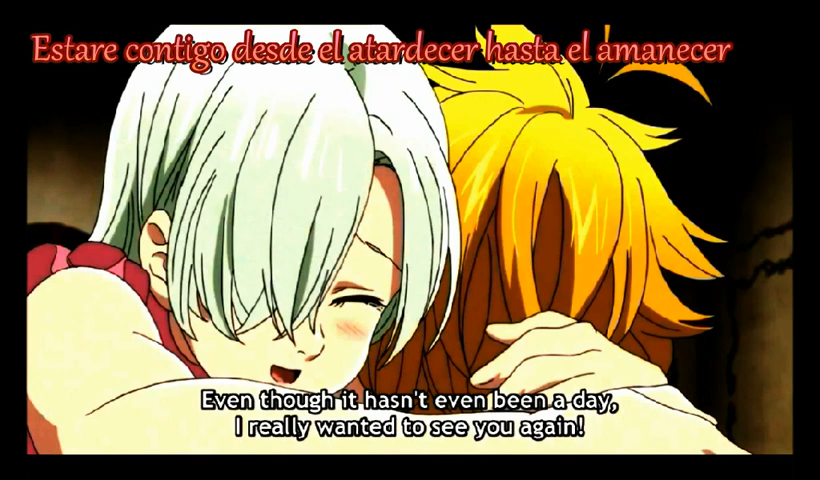 Estare contigo desde el atardecer hasta el amanecer
Even though it hasn't even been a day,
I really wanted to see you again!